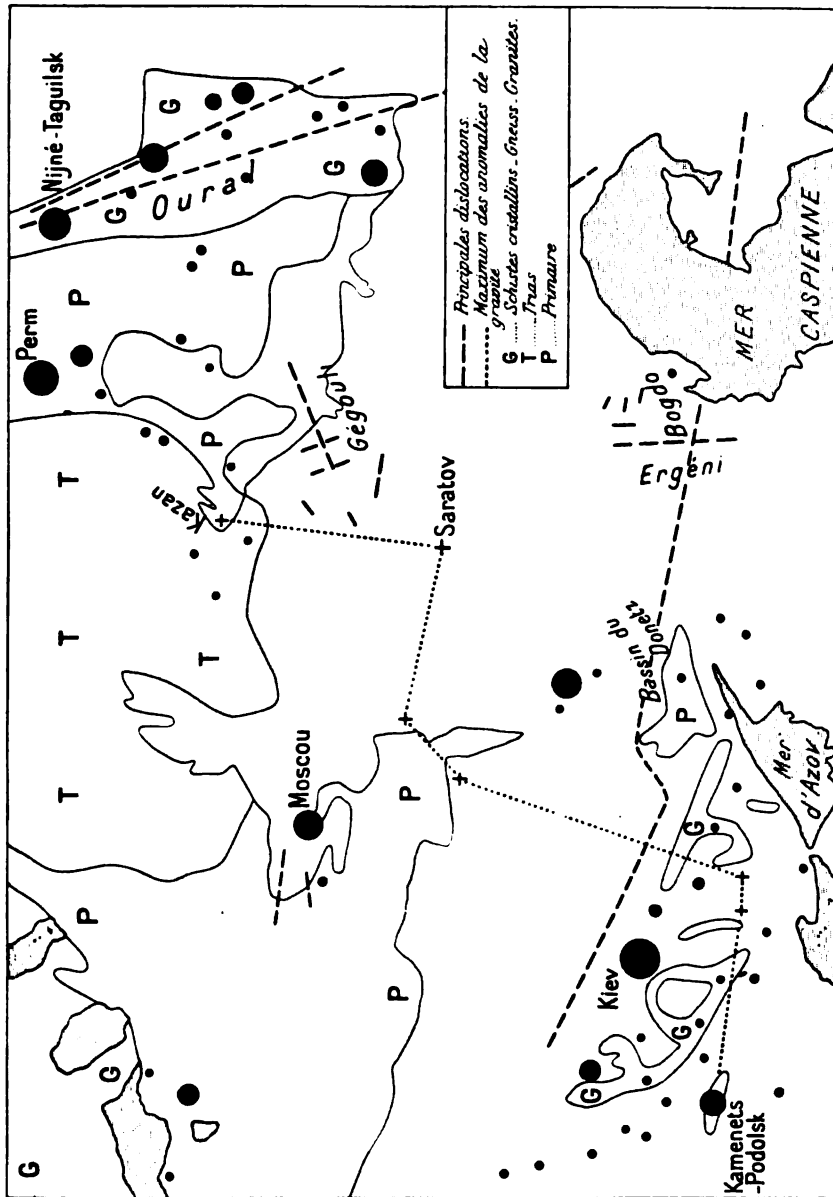 G
G
P
T
T
T
Perm
P
Nijné-Taguilsk
G
Oural
G
G
P
P
T
Kazan
Moscou
P
P
Gégouli
Saratov
Principales dislocations.
Maximum des anomalies de la
gravité
G ...... Schistes cristallins - Gneiss - Granites.
T ...... Trias
P ...... Primaire
Kiev
G
G
G
Kamenets
-Podolsk
Bassin du
Donetz
P
Mer
d'Azov
Ergéni
Bogdo
MER
CASPIENNE